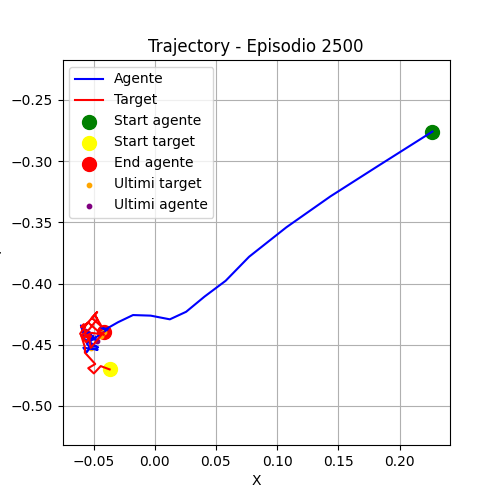 Trajectory - Episodio 2500
Agente
Target
Start agente
Start target
End agente
Ultimi target
Ultimi agente
−0.25
−0.30
−0.35
−0.40
−0.45
−0.50
−0.05
0.00
0.05
0.10
0.15
0.20
X